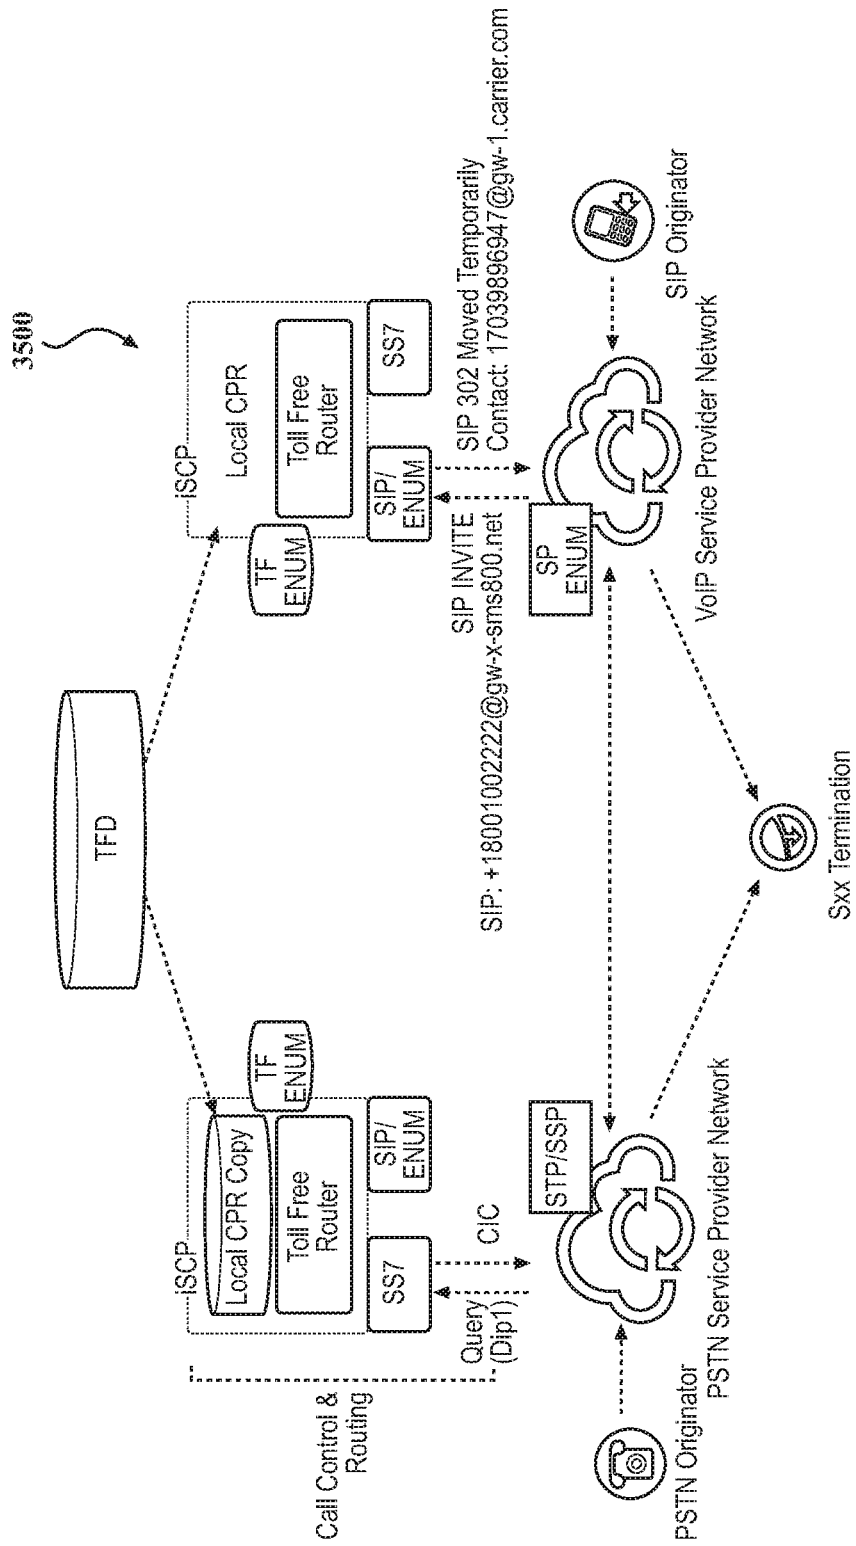 3500
TFD
iSCP
Local CPR Copy
Toll Free
Router
TF
ENUM
SS7
SIP/
ENUM
iSCP
Local CPR
Toll Free
Router
TF
ENUM
SIP/
ENUM
SS7
Call Control &
Routing
Query
(Dip1)
CIC
SIP INVITE
SIP: +18001002222@gw-x-sms800.net
SIP 302 Moved Temporarily
Contact: 17039896947@gw-1.carrier.com
STP/SSP
SP
ENUM
PSTN Originator
PSTN Service Provider Network
VoIP Service Provider Network
SIP Originator
Sxx Termination